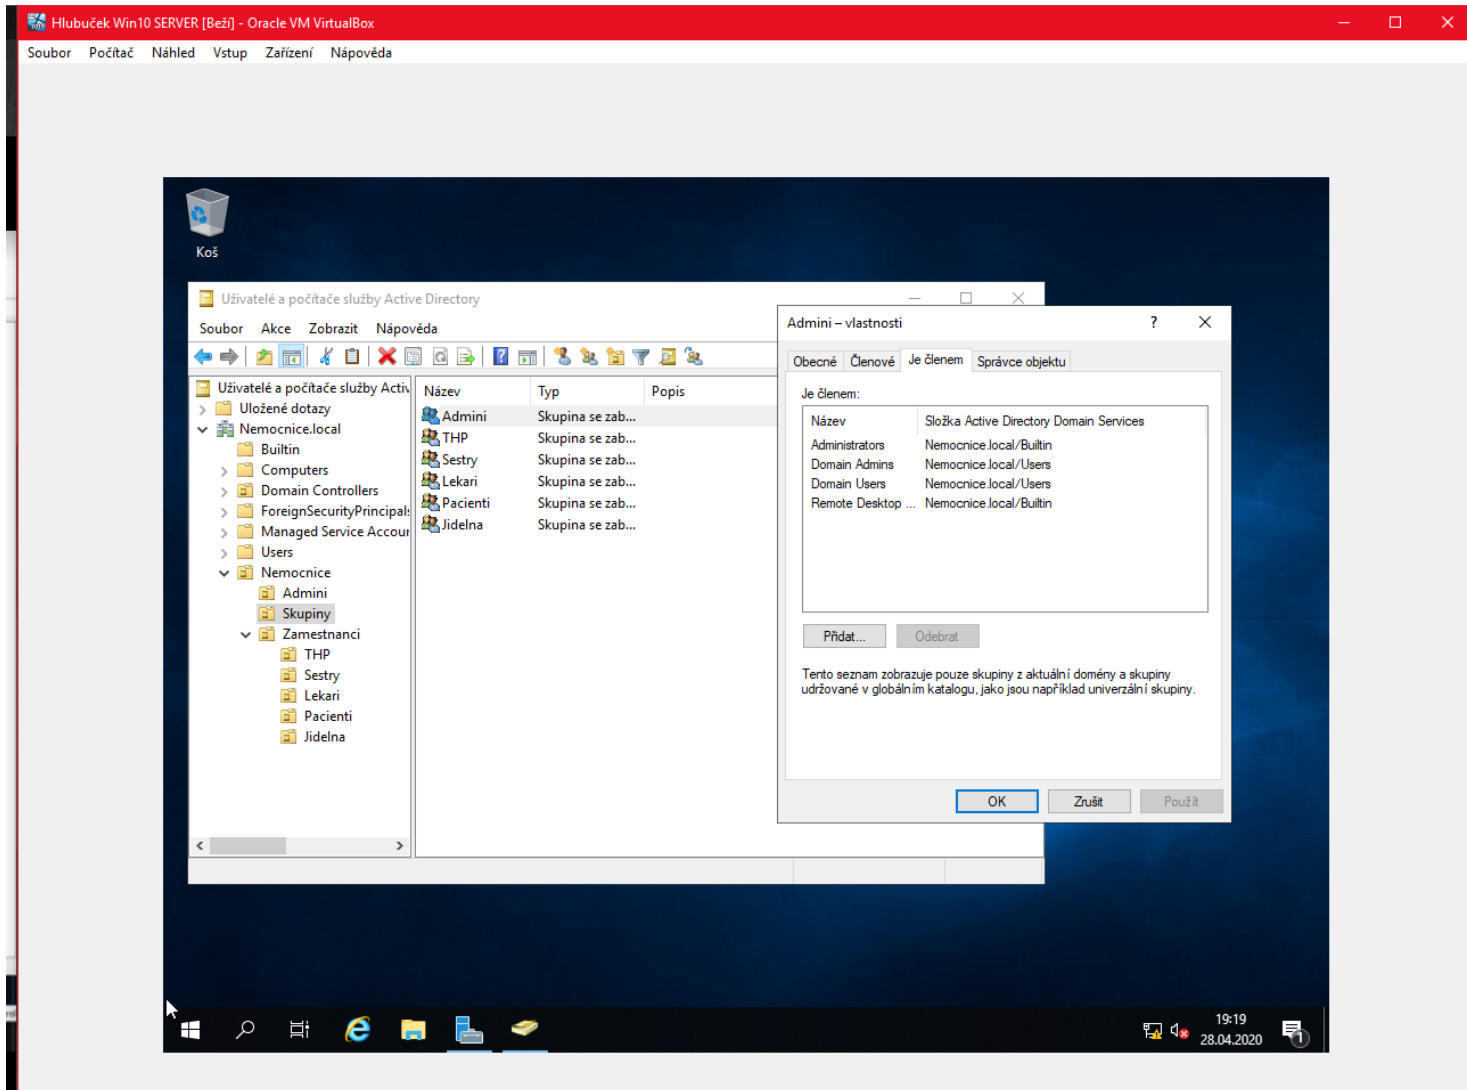 Hlubuček Win10 SERVER [Beží] - Oracle VM VirtualBox
Soubor Počítač Náhled Vstup Zařízení Nápověda
Koš
Uživatelé a počítače služby Active Directory
Soubor Akce Zobrazit Nápověda
Uživatelé a počítače služby Activ
Uložené dotazy
Nemocnice.local
Builtin
Computers
Domain Controllers
ForeignSecurityPrincipals
Managed Service Accour
Users
Nemocnice
Admini
Skupiny
Zamestnanci
THP
Sestry
Lekari
Pacienti
Jidelna
Název Typ Popis
Admini Skupina se zab...
THP Skupina se zab...
Sestry Skupina se zab...
Lekari Skupina se zab...
Pacienti Skupina se zab...
Jidelna Skupina se zab...
Admini – vlastnosti
Obecné Členové Je členem Správce objektu
Je členem:
Název Složka Active Directory Domain Services
Administrators Nemocnice.local/Builtin
Domain Admins Nemocnice.local/Users
Domain Users Nemocnice.local/Users
Remote Desktop ... Nemocnice.local/Builtin
Přidat... Odebrat
Tento seznam zobrazuje pouze skupiny z aktuální domény a skupiny
udržované v globálním katalogu, jako jsou například univerzální skupiny.
OK Zrušit Použít
19:19
28.04.2020
1